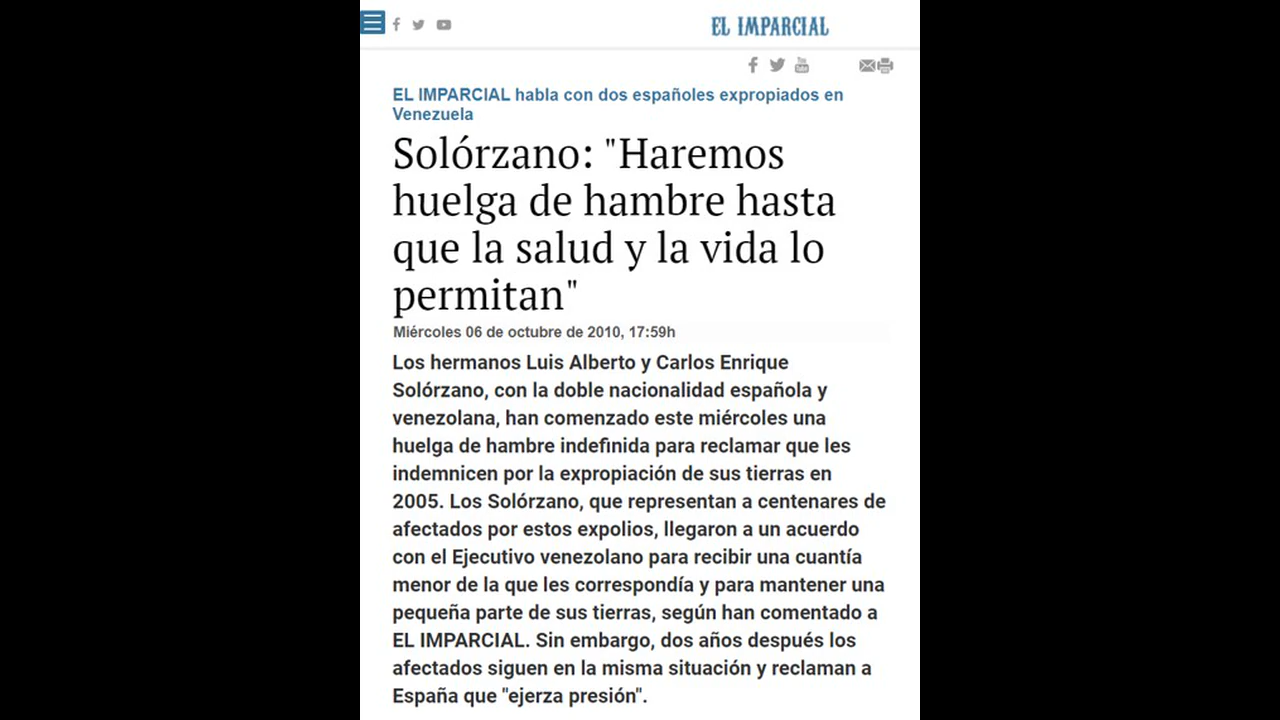 EL IMPARCIAL
EL IMPARCIAL habla con dos españoles expropiados en
Venezuela
Solórzano: "Haremos
huelga de hambre hasta
que la salud y la vida lo
permitan"
Miércoles 06 de octubre de 2010, 17:59h
Los hermanos Luis Alberto y Carlos Enrique
Solórzano, con la doble nacionalidad española y
venezolana, han comenzado este miércoles una
huelga de hambre indefinida para reclamar que les
indemnicen por la expropiación de sus tierras en
2005. Los Solórzano, que representan a centenares de
afectados por estos expolios, llegaron a un acuerdo
con el Ejecutivo venezolano para recibir una cuantía
menor de la que les correspondía y para mantener una
pequeña parte de sus tierras, según han comentado a
EL IMPARCIAL. Sin embargo, dos años después los
afectados siguen en la misma situación y reclaman a
España que "ejerza presión".